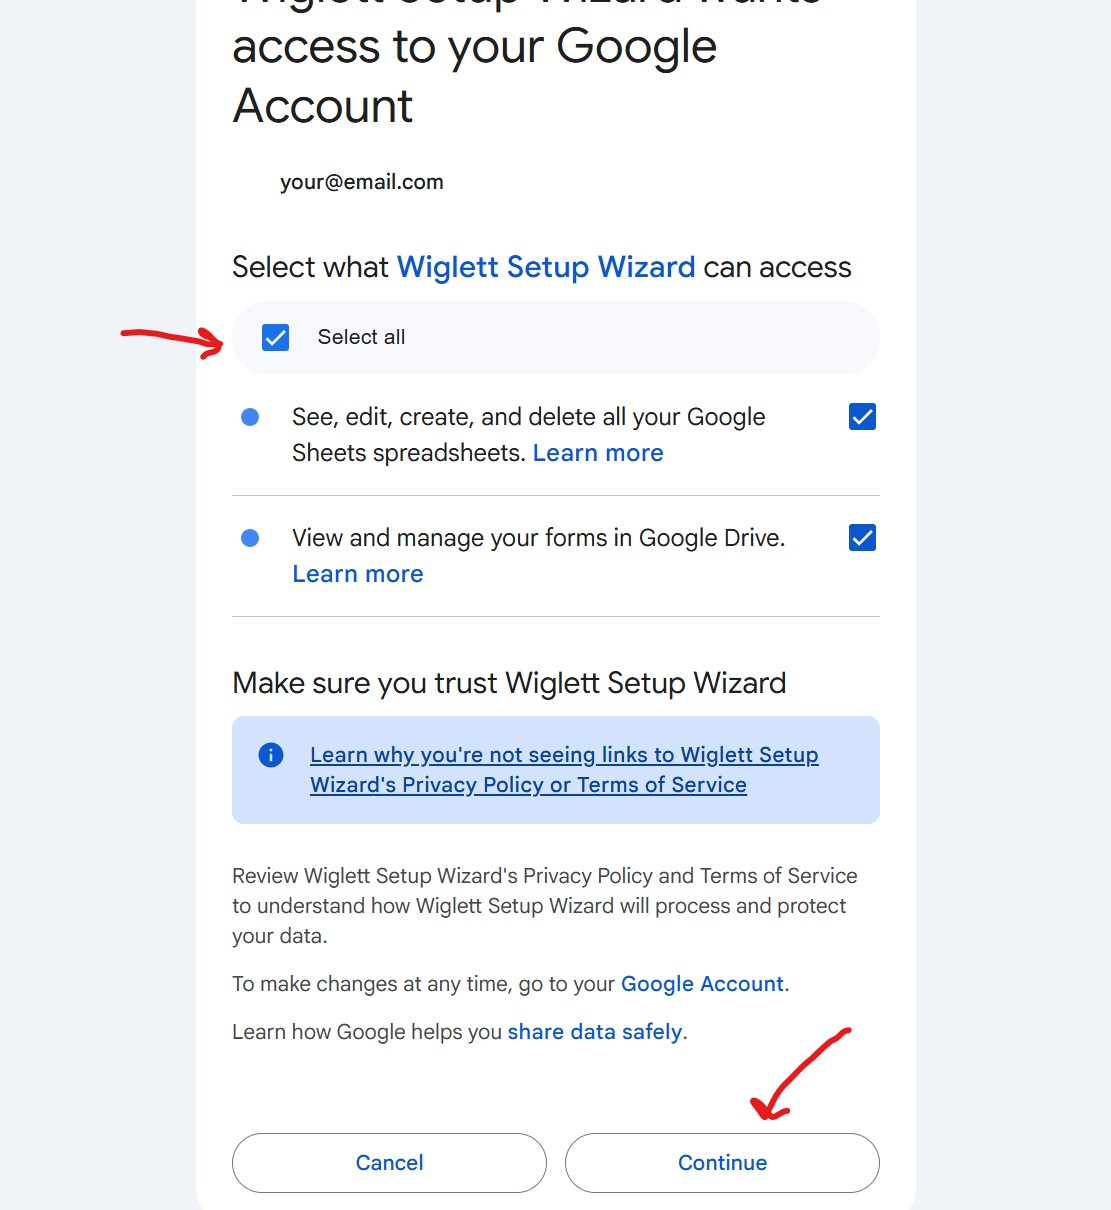 Wiglett Setup Wizard wants
access to your Google
Account
your@email.com
Select what Wiglett Setup Wizard can access
Select all
See, edit, create, and delete all your Google
Sheets spreadsheets. Learn more
View and manage your forms in Google Drive.
Learn more
Make sure you trust Wiglett Setup Wizard
Learn why you're not seeing links to Wiglett Setup
Wizard's Privacy Policy or Terms of Service
Review Wiglett Setup Wizard's Privacy Policy and Terms of Service
to understand how Wiglett Setup Wizard will process and protect
your data.
To make changes at any time, go to your Google Account.
Learn how Google helps you share data safely.
Cancel
Continue